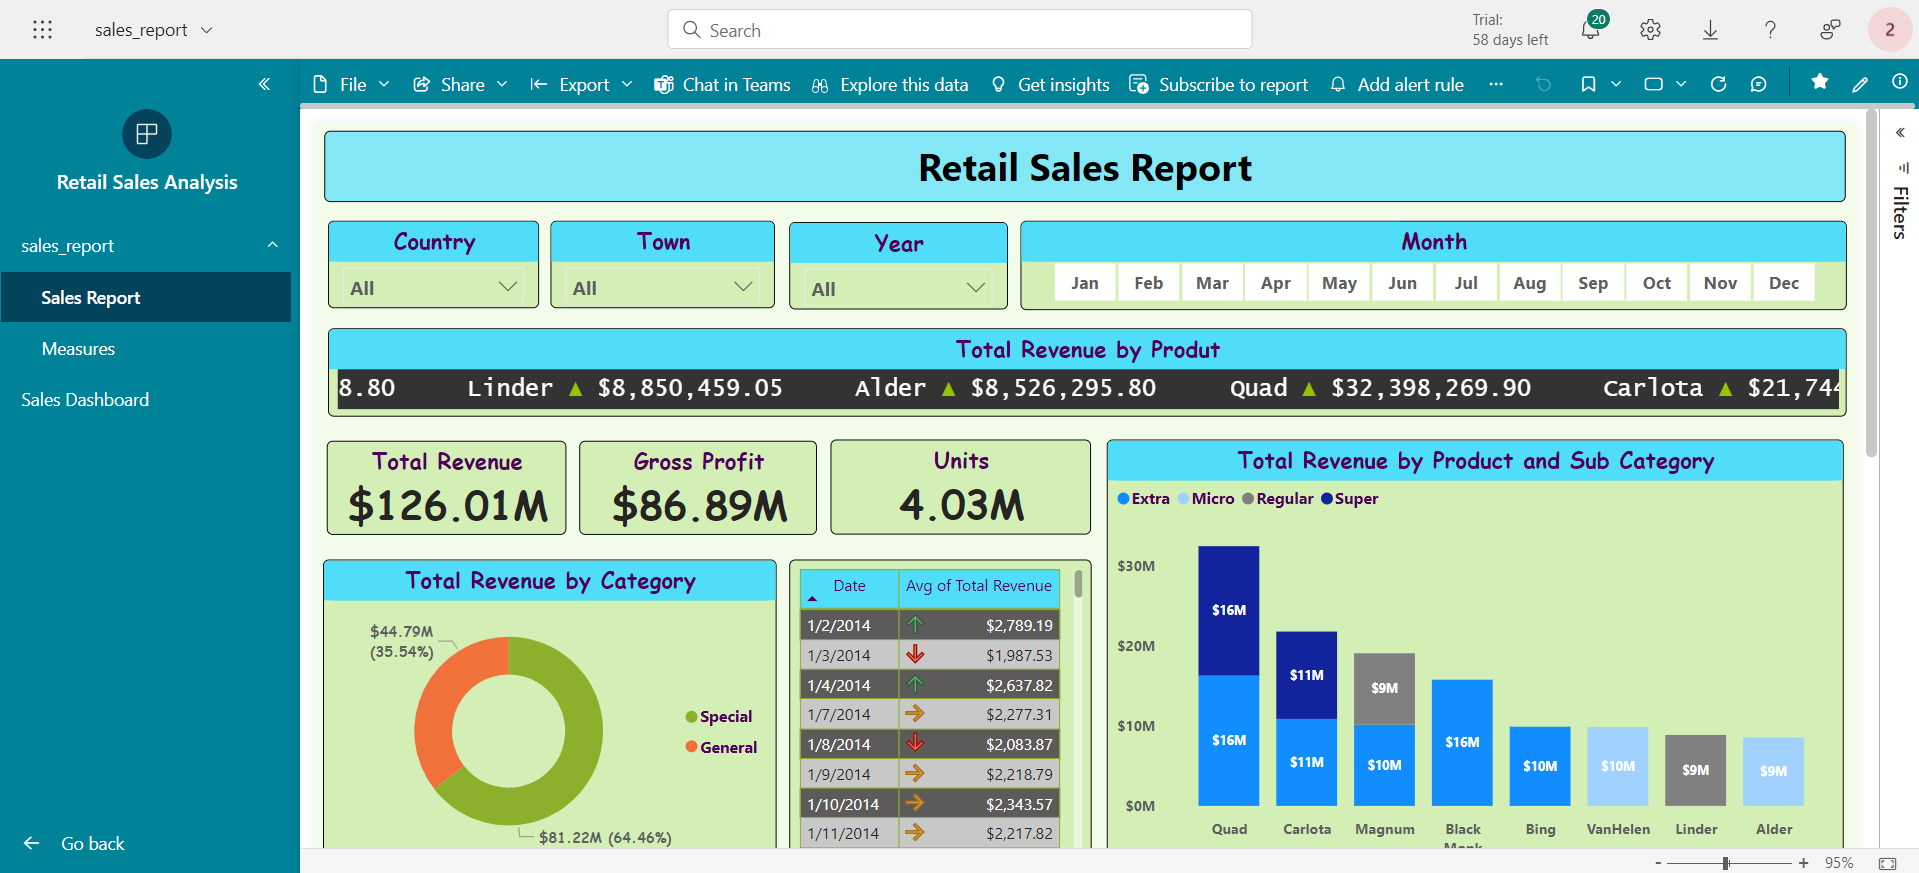 sales_report
Search
Trial:
58 days left
20
2
File
Share
Export
Chat in Teams
Explore this data
Get insights
Subscribe to report
Add alert rule
Retail Sales Analysis
sales_report
Sales Report
Measures
Sales Dashboard
Go back
Filters
Retail Sales Report
Country
All
Town
All
Year
All
Month
Jan Feb Mar Apr May Jun Jul Aug Sep Oct Nov Dec
Total Revenue by Produt
8.80 Linder ▲ $8,850,459.05 Alder ▲ $8,526,295.80 Quad ▲ $32,398,269.90 Carlota ▲ $21,744
Total Revenue
$126.01M
Gross Profit
$86.89M
Units
4.03M
Total Revenue by Category
$44.79M
(35.54%)
Special
General
$81.22M (64.46%)
Date Avg of Total Revenue
1/2/2014 $2,789.19
1/3/2014 $1,987.53
1/4/2014 $2,637.82
1/7/2014 $2,277.31
1/8/2014 $2,083.87
1/9/2014 $2,218.79
1/10/2014 $2,343.57
1/11/2014 $2,217.82
Total Revenue by Product and Sub Category
Extra Micro Regular Super
$30M
$20M
$10M
$0M
$16M
$16M
$11M
$11M
$9M
$10M
$16M
$10M
$10M
$9M
$9M
Quad Carlota Magnum Black Bing VanHelen Linder Alder
Monk
- + 95%